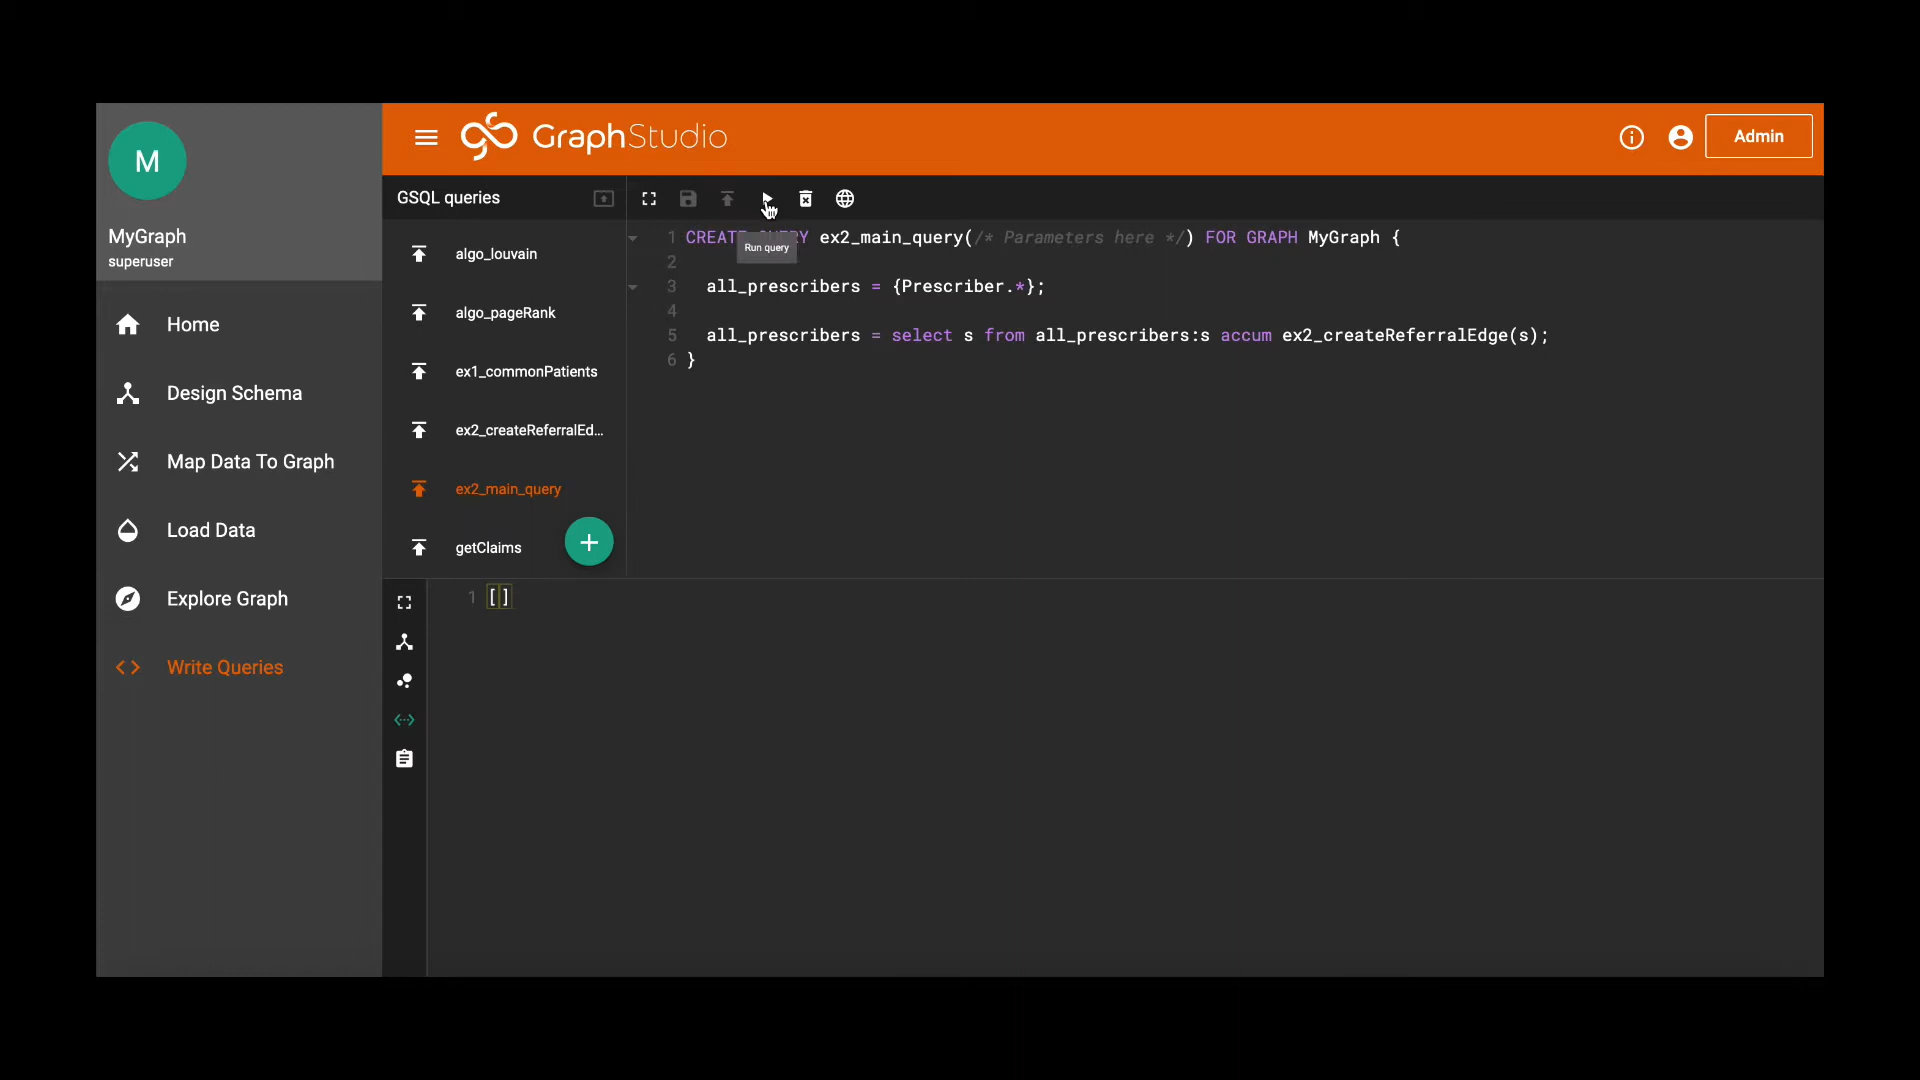 M
MyGraph
superuser
Home
Design Schema
Map Data To Graph
Load Data
Explore Graph
Write Queries
GraphStudio
Admin
GSQL queries
algo_louvain
algo_pageRank
ex1_commonPatients
ex2_createReferralEd...
ex2_main_query
getClaims
+
Run query
1 CREATE QUERY ex2_main_query(/* Parameters here */) FOR GRAPH MyGraph {
2
3 all_prescribers = {Prescriber.*};
4
5 all_prescribers = select s from all_prescribers:s accum ex2_createReferralEdge(s);
6 }
1 []